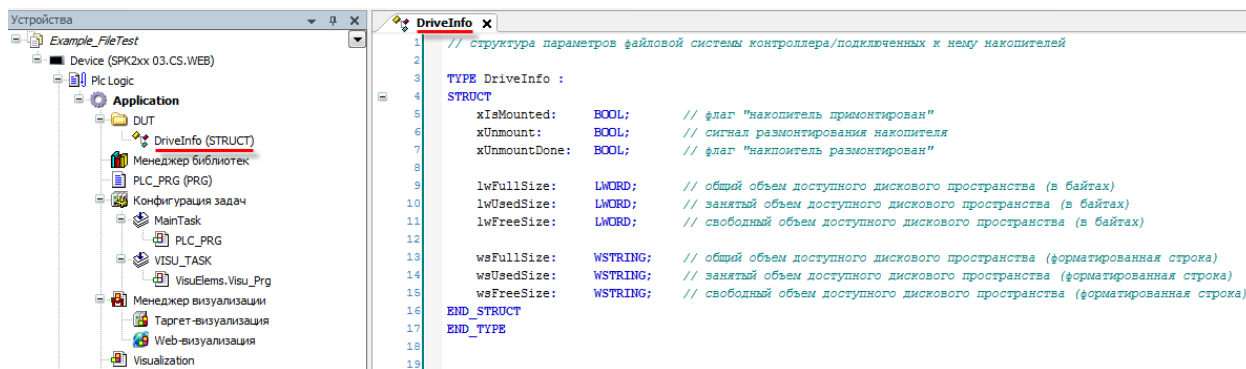 Устройства
Example_FileTest
Device (SPK2xx 03.CS.WEB)
Plc Logic
Application
DUT
DriveInfo (STRUCT)
Менеджер библиотек
PLC_PRG (PRG)
Конфигурация задач
MainTask
PLC_PRG
VISU_TASK
VisuElems.Visu_Prg
Менеджер визуализации
Таргет-визуализация
Web-визуализация
Visualization
DriveInfo X
1 // структура параметров файловой системы контроллера/подключенных к нему накопителей
2
3 TYPE DriveInfo :
4 STRUCT
5 xIsMounted: BOOL; // флаг "накопитель примонтирован"
6 xUnmount: BOOL; // сигнал размонтирования накопителя
7 xUnmountDone: BOOL; // флаг "накпоитель размонтирован"
8
9 lwFullSize: LWORD; // общий объем доступного дискового пространства (в байтах)
10 lwUsedSize: LWORD; // занятый объем доступного дискового пространства (в байтах)
11 lwFreeSize: LWORD; // свободный объем доступного дискового пространства (в байтах)
12
13 wsFullSize: WSTRING; // общий объем доступного дискового пространства (форматированная строка)
14 wsUsedSize: WSTRING; // занятый объем доступного дискового пространства (форматированная строка)
15 wsFreeSize: WSTRING; // свободный объем доступного дискового пространства (форматированная строка)
16 END_STRUCT
17 END_TYPE
18
19